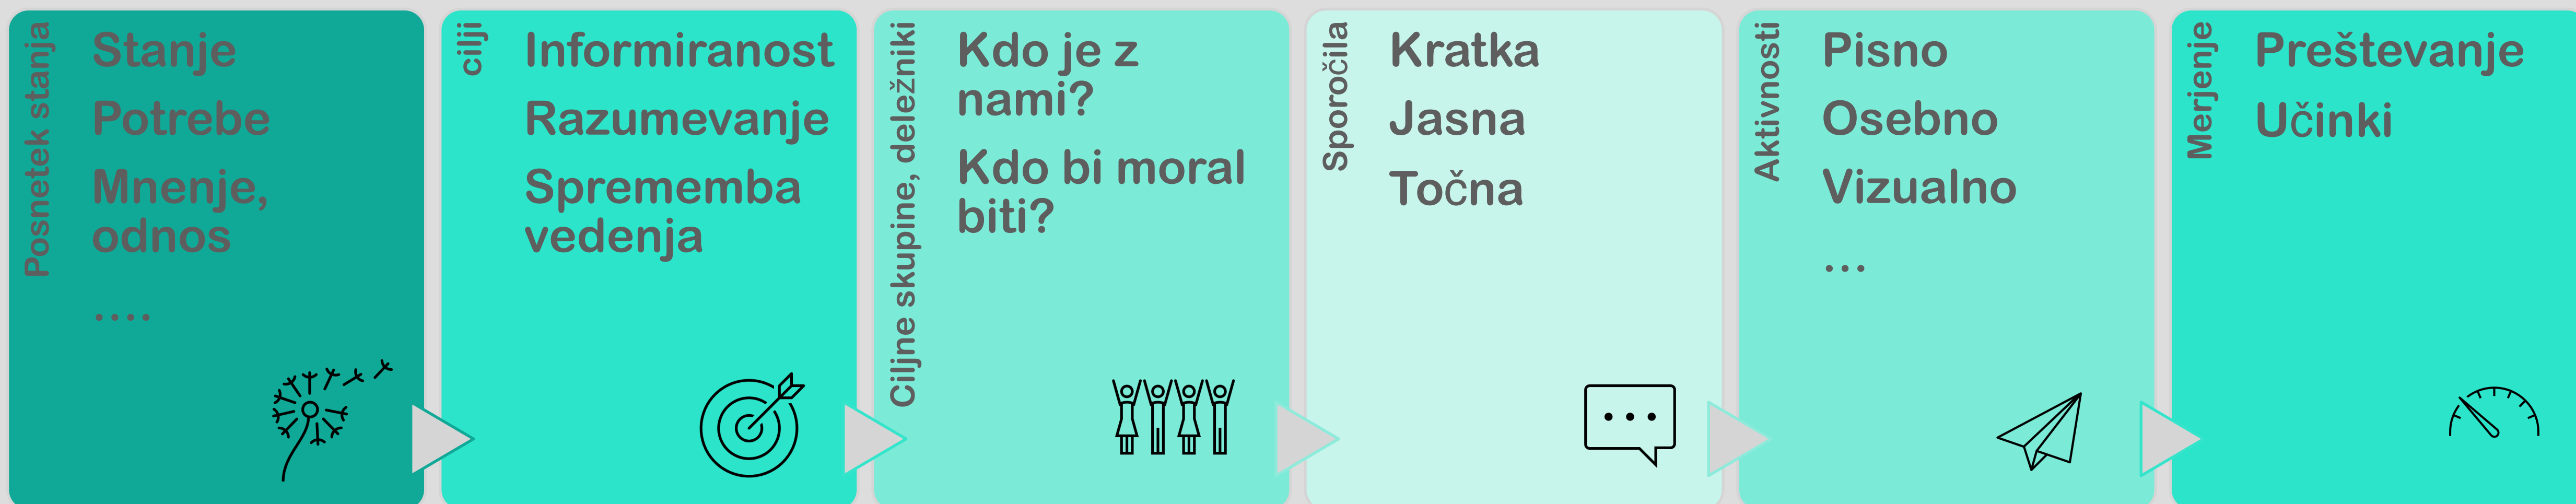 Posnetek stanja
Stanje
Potrebe
Mnenje,
odnos
....
cilji
Informiranost
Razumevanje
Sprememba
vedenja
Ciljne skupine, deležniki
Kdo je z
nami?
Kdo bi moral
biti?
Sporočila
Kratka
Jasna
Točna
Aktivnosti
Pisno
Osebno
Vizualno
...
Merjenje
Preštevanje
Učinki